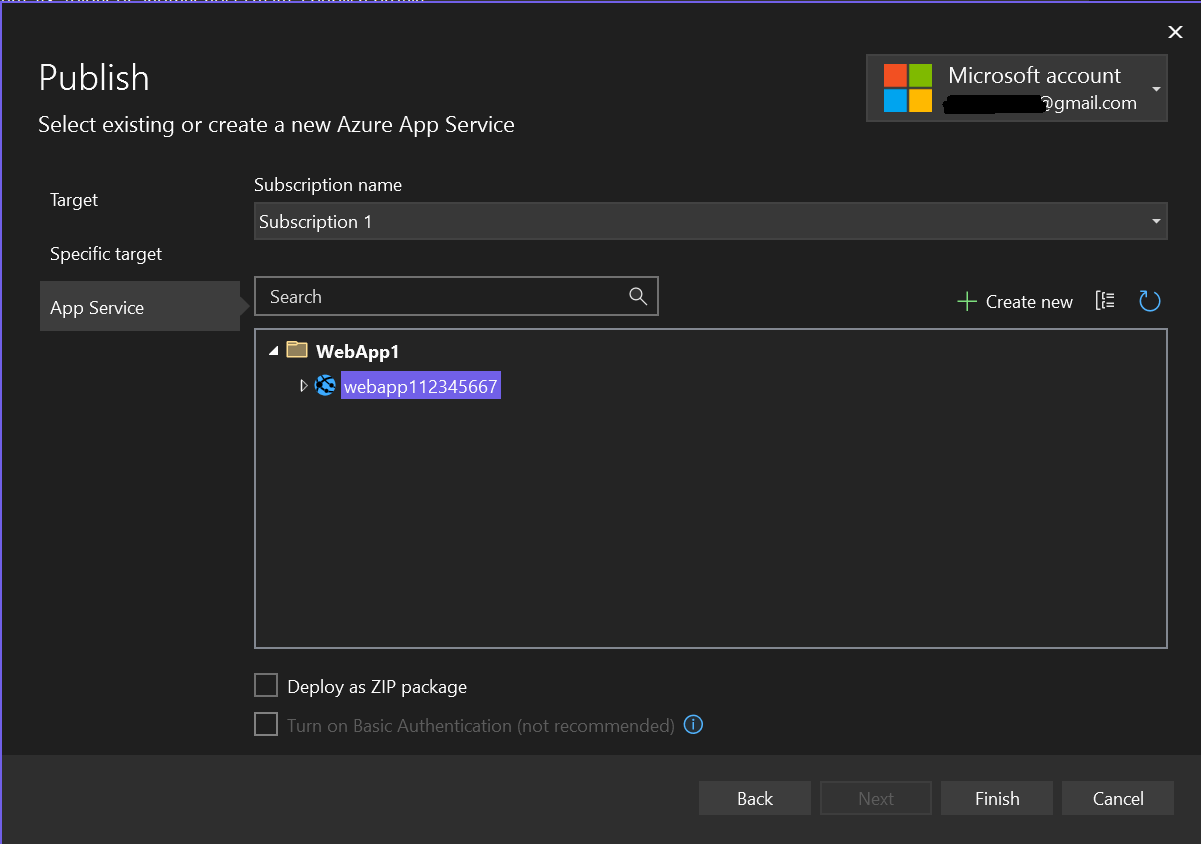 Publish
Select existing or create a new Azure App Service
Microsoft account
@gmail.com
Target
Specific target
App Service
Subscription name
Subscription 1
Search
Create new
WebApp1
webapp112345667
Deploy as ZIP package
Turn on Basic Authentication (not recommended)
Back
Next
Finish
Cancel